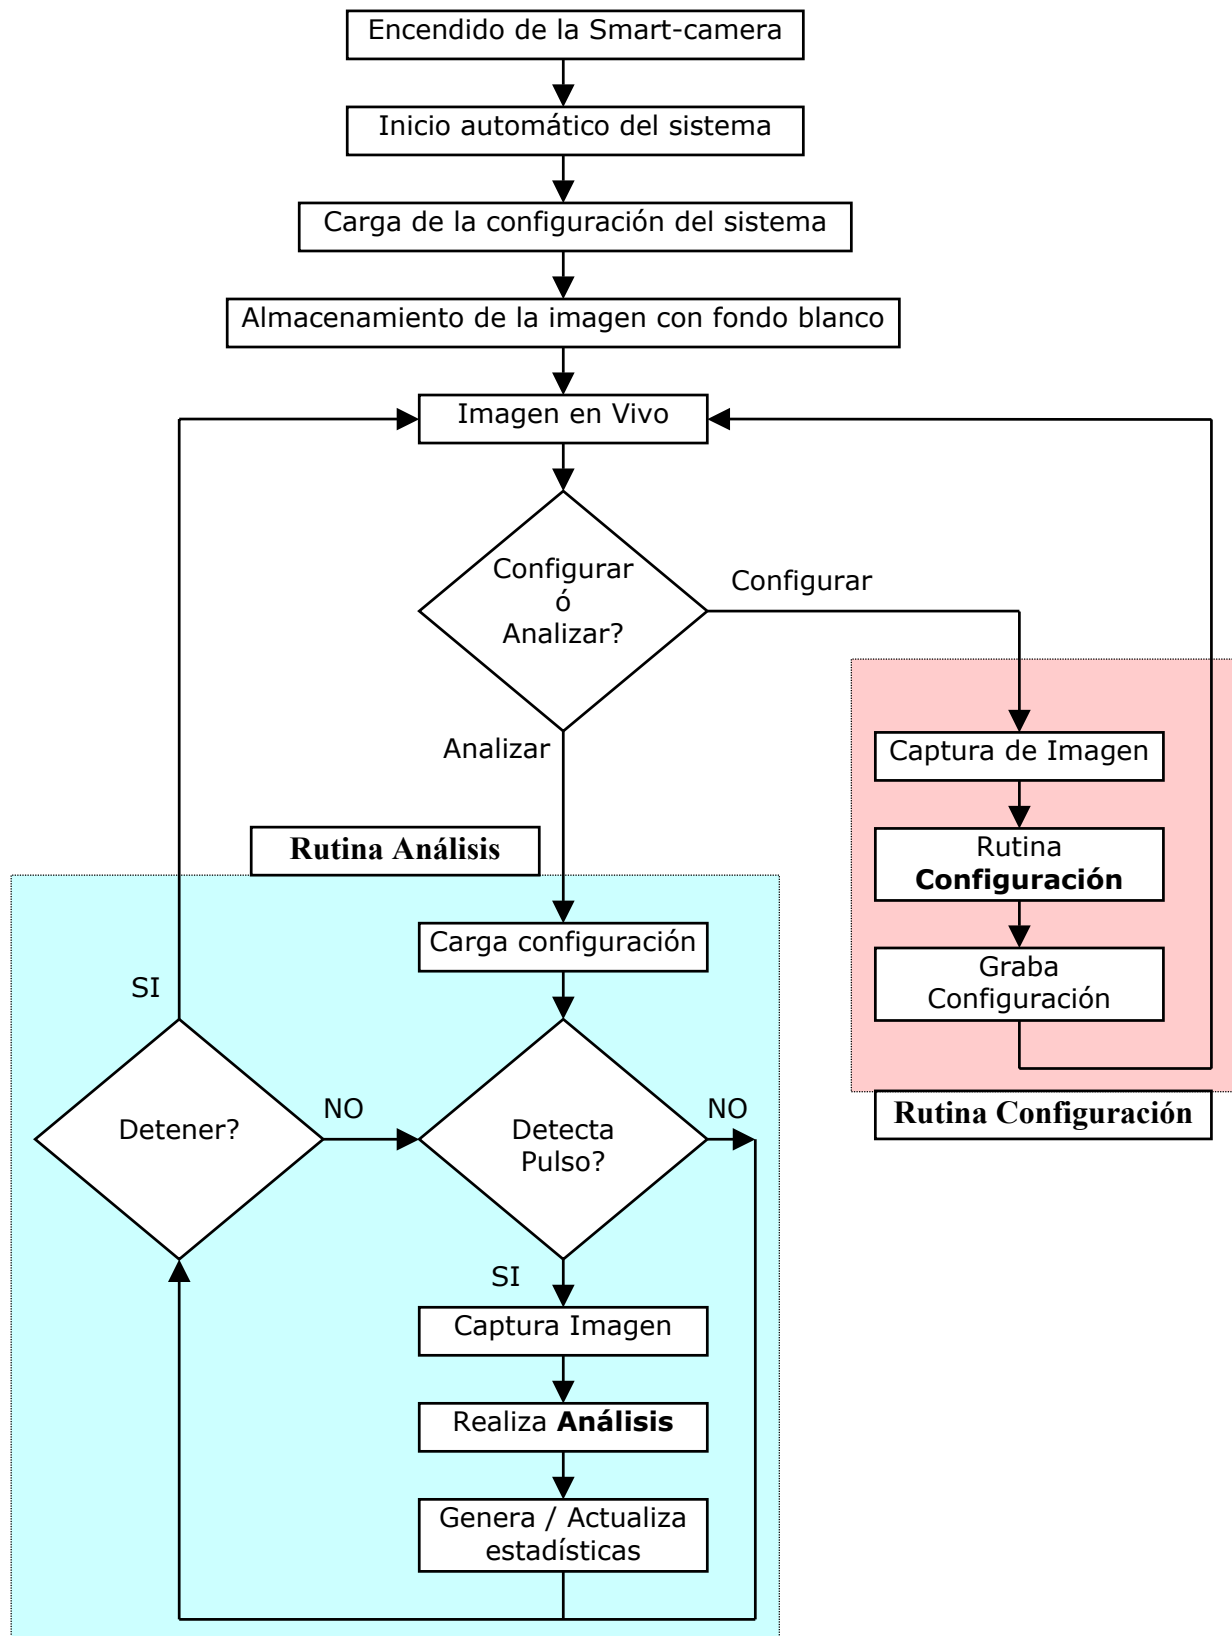 Encendido de la Smart-camera
Inicio automático del sistema
Carga de la configuración del sistema
Almacenamiento de la imagen con fondo blanco
Imagen en Vivo
Configurar
ó
Analizar?
Configurar
Analizar
Captura de Imagen
Rutina
Configuración
Graba
Configuración
Rutina Configuración
Rutina Análisis
Carga configuración
SI
Detener?
NO
Detecta
Pulso?
NO
SI
Captura Imagen
Realiza Análisis
Genera / Actualiza
estadísticas